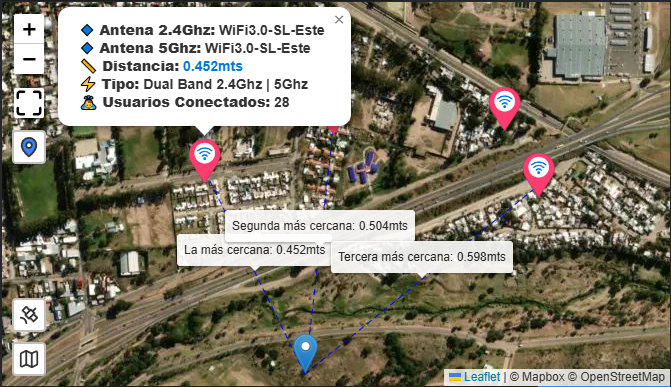 +
−
×
Antena 2.4Ghz: WiFi3.0-SL-Este
Antena 5Ghz: WiFi3.0-SL-Este
Distancia: 0.452mts
Tipo: Dual Band 2.4Ghz | 5Ghz
Usuarios Conectados: 28
Segunda más cercana: 0.504mts
La más cercana: 0.452mts
Tercera más cercana: 0.598mts
Leaflet | © Mapbox © OpenStreetMap